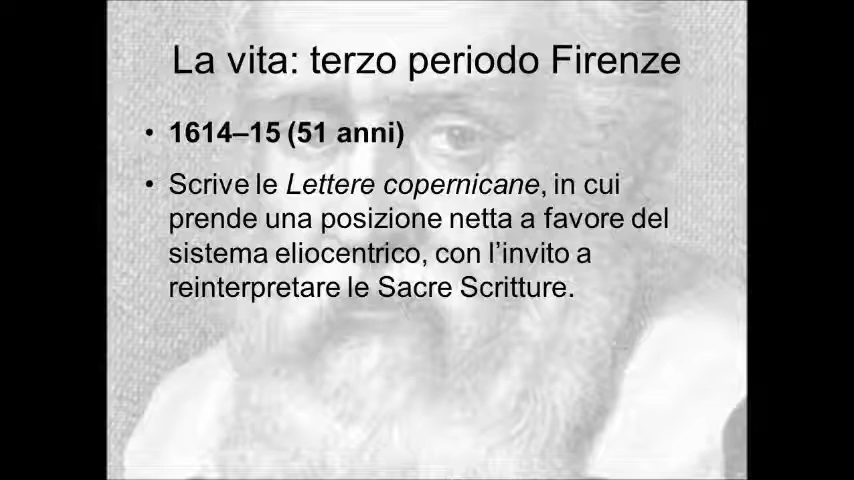 La vita: terzo periodo Firenze
• 1614–15 (51 anni)
• Scrive le Lettere copernicane, in cui
prende una posizione netta a favore del
sistema eliocentrico, con l’invito a
reinterpretare le Sacre Scritture.